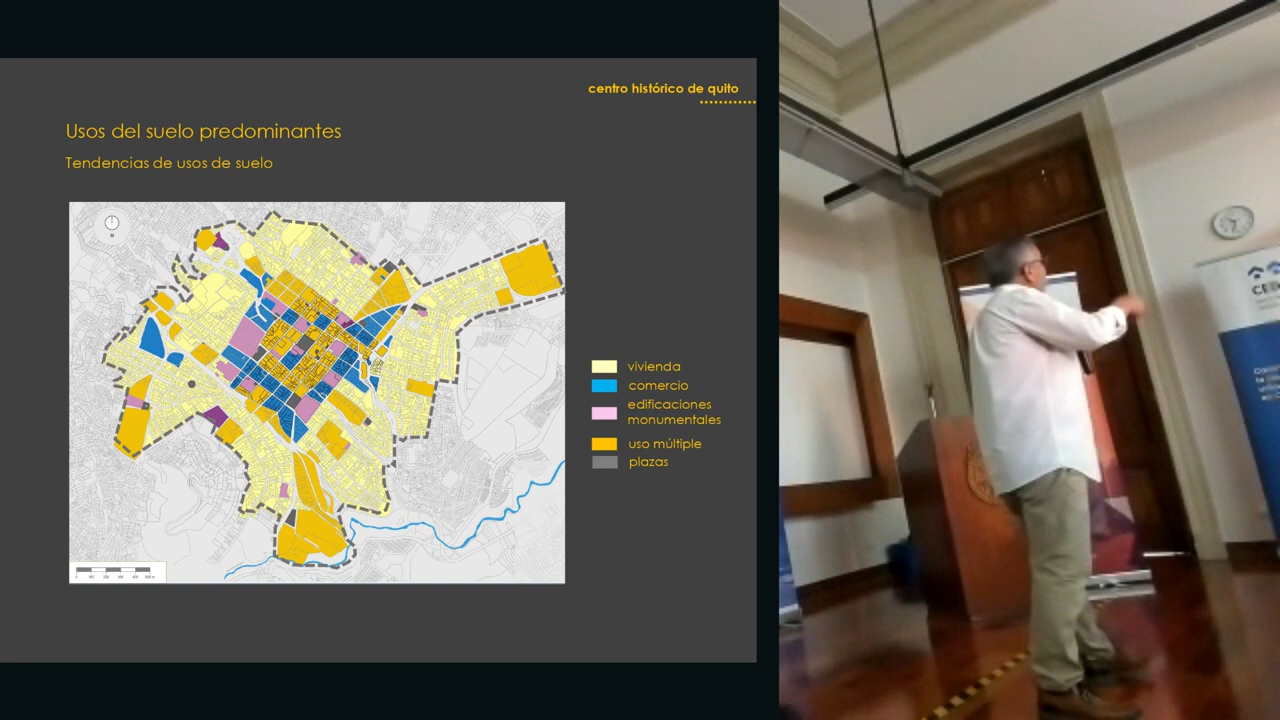 centro histórico de quito
Usos del suelo predominantes
Tendencias de usos de suelo
vivienda
comercio
edificaciones
monumentales
uso múltiple
plazas